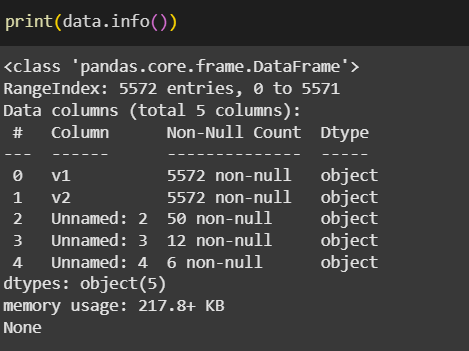 print(data.info())
<class 'pandas.core.frame.DataFrame'>
RangeIndex: 5572 entries, 0 to 5571
Data columns (total 5 columns):
 #   Column      Non-Null Count  Dtype
---  ------      --------------  -----
 0   v1          5572 non-null   object
 1   v2          5572 non-null   object
 2   Unnamed: 2  50 non-null     object
 3   Unnamed: 3  12 non-null     object
 4   Unnamed: 4  6 non-null      object
dtypes: object(5)
memory usage: 217.8+ KB
None